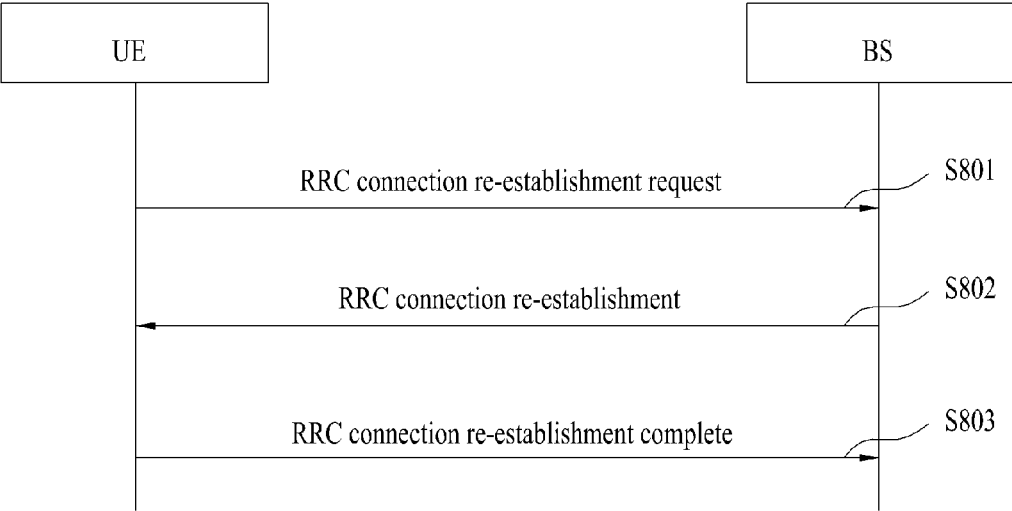 UE
BS
RRC connection re-establishment request
S801
RRC connection re-establishment
S802
RRC connection re-establishment complete
S803